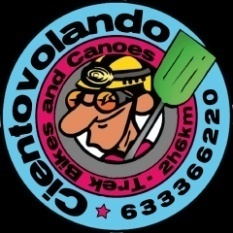 Cientovolando
Trek Bikes and Canoes - 2h6km
633366220